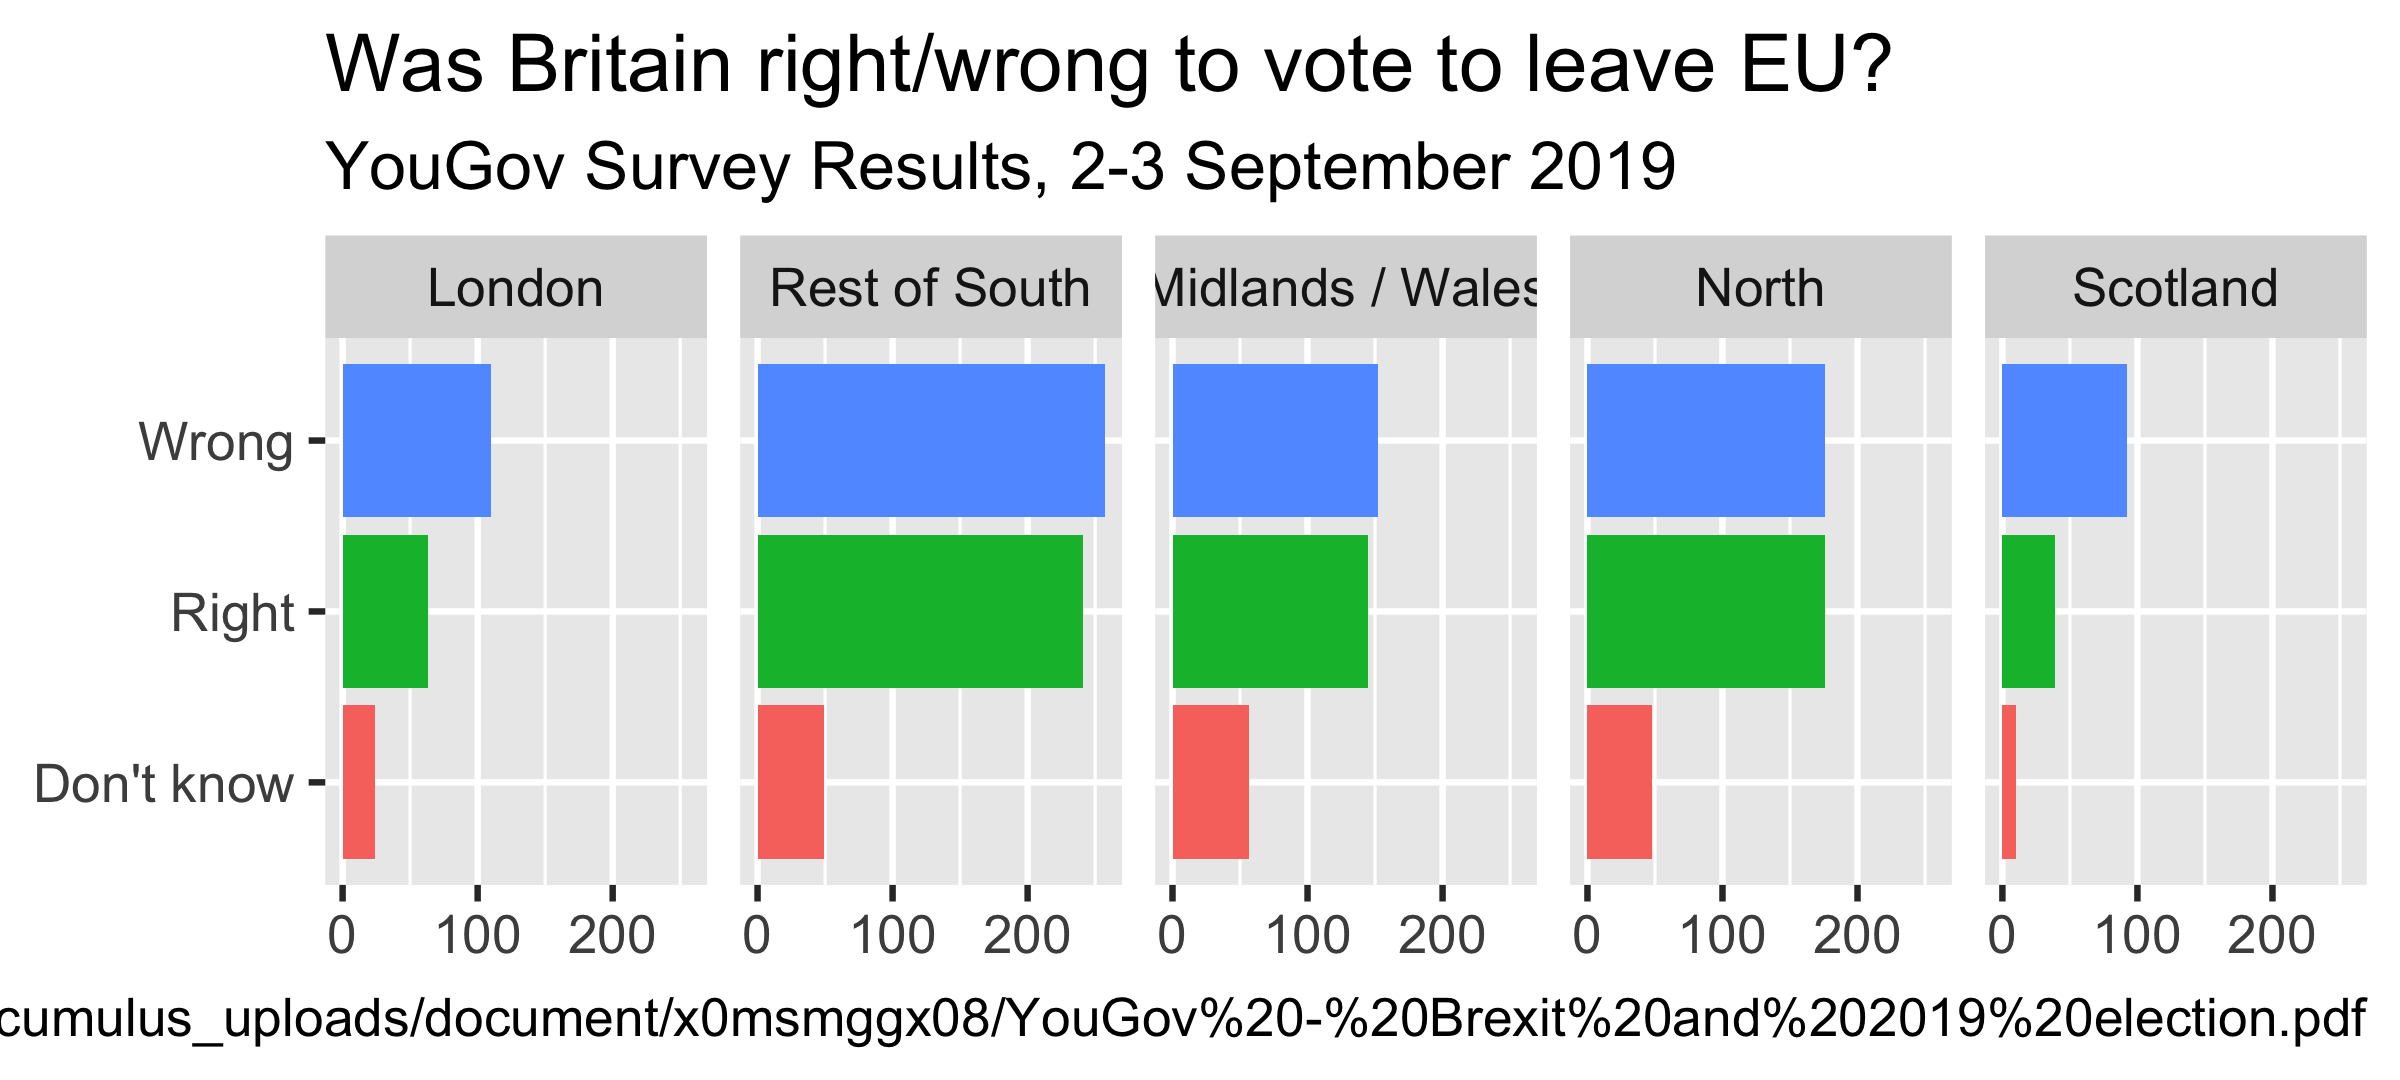 Was Britain right/wrong to vote to leave EU?
YouGov Survey Results, 2-3 September 2019
London Rest of South Midlands / Wales North Scotland
Wrong
Right
Don't know
0 100 200 0 100 200 0 100 200 0 100 200 0 100 200
cumulus_uploads/document/x0msmggx08/YouGov%20-%20Brexit%20and%202019%20election.pdf